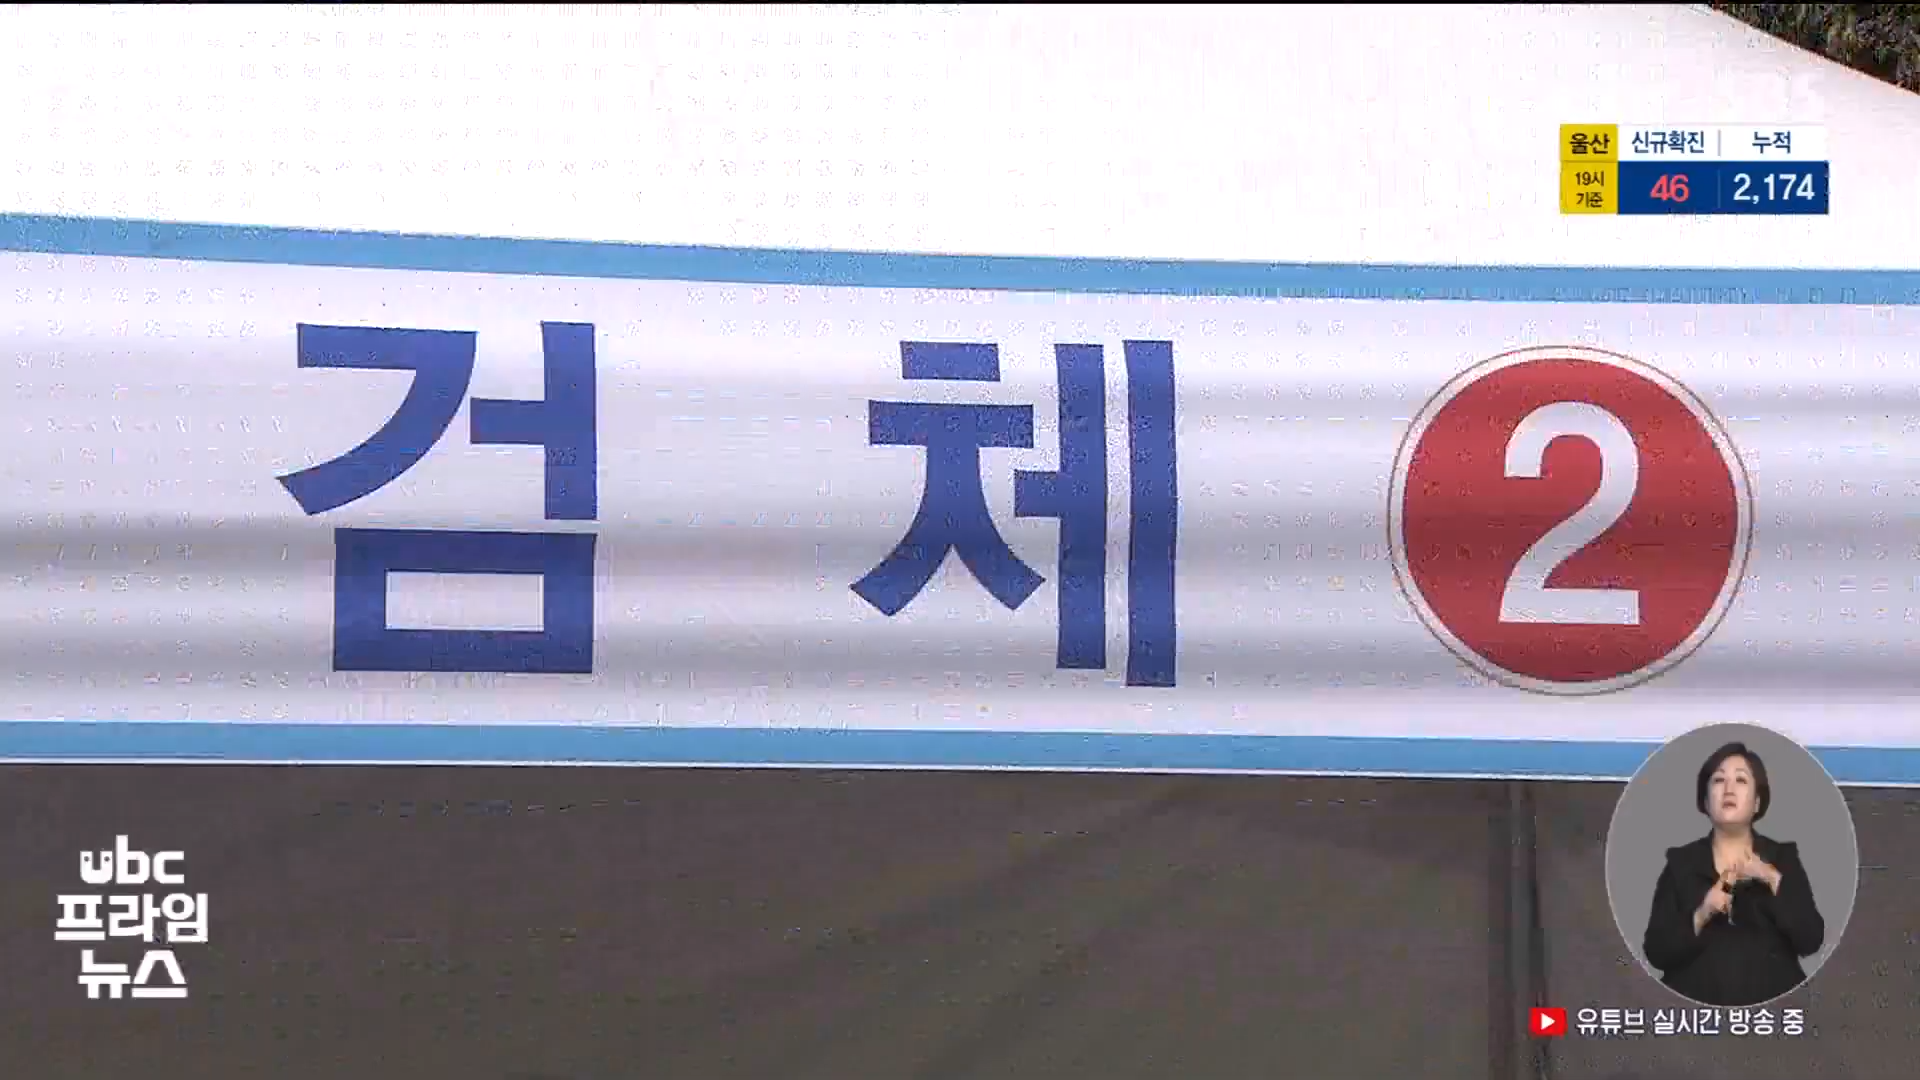 울산 신규확진 누적
19시 기준 46 2,174
검 체 2
ubc
프라임
뉴스
유튜브 실시간 방송 중